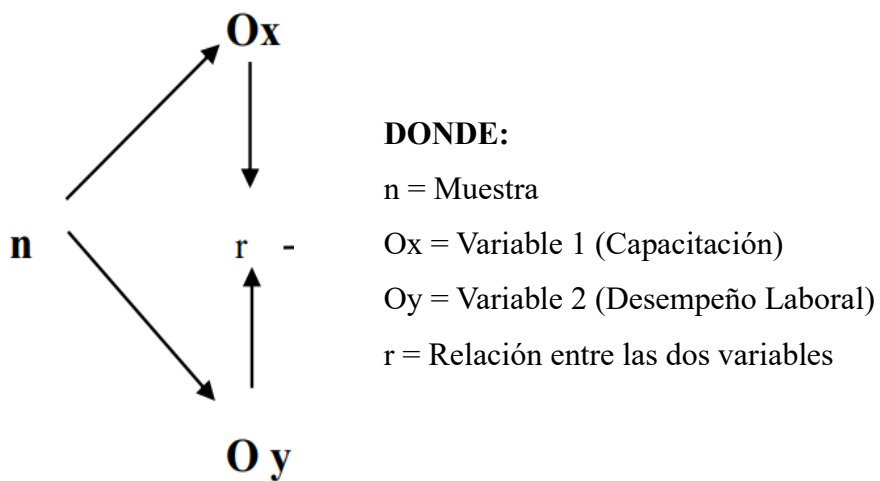 Ox
DONDE:
n = Muestra
n
r -
Ox = Variable 1 (Capacitación)
Oy = Variable 2 (Desempeño Laboral)
r = Relación entre las dos variables
O y